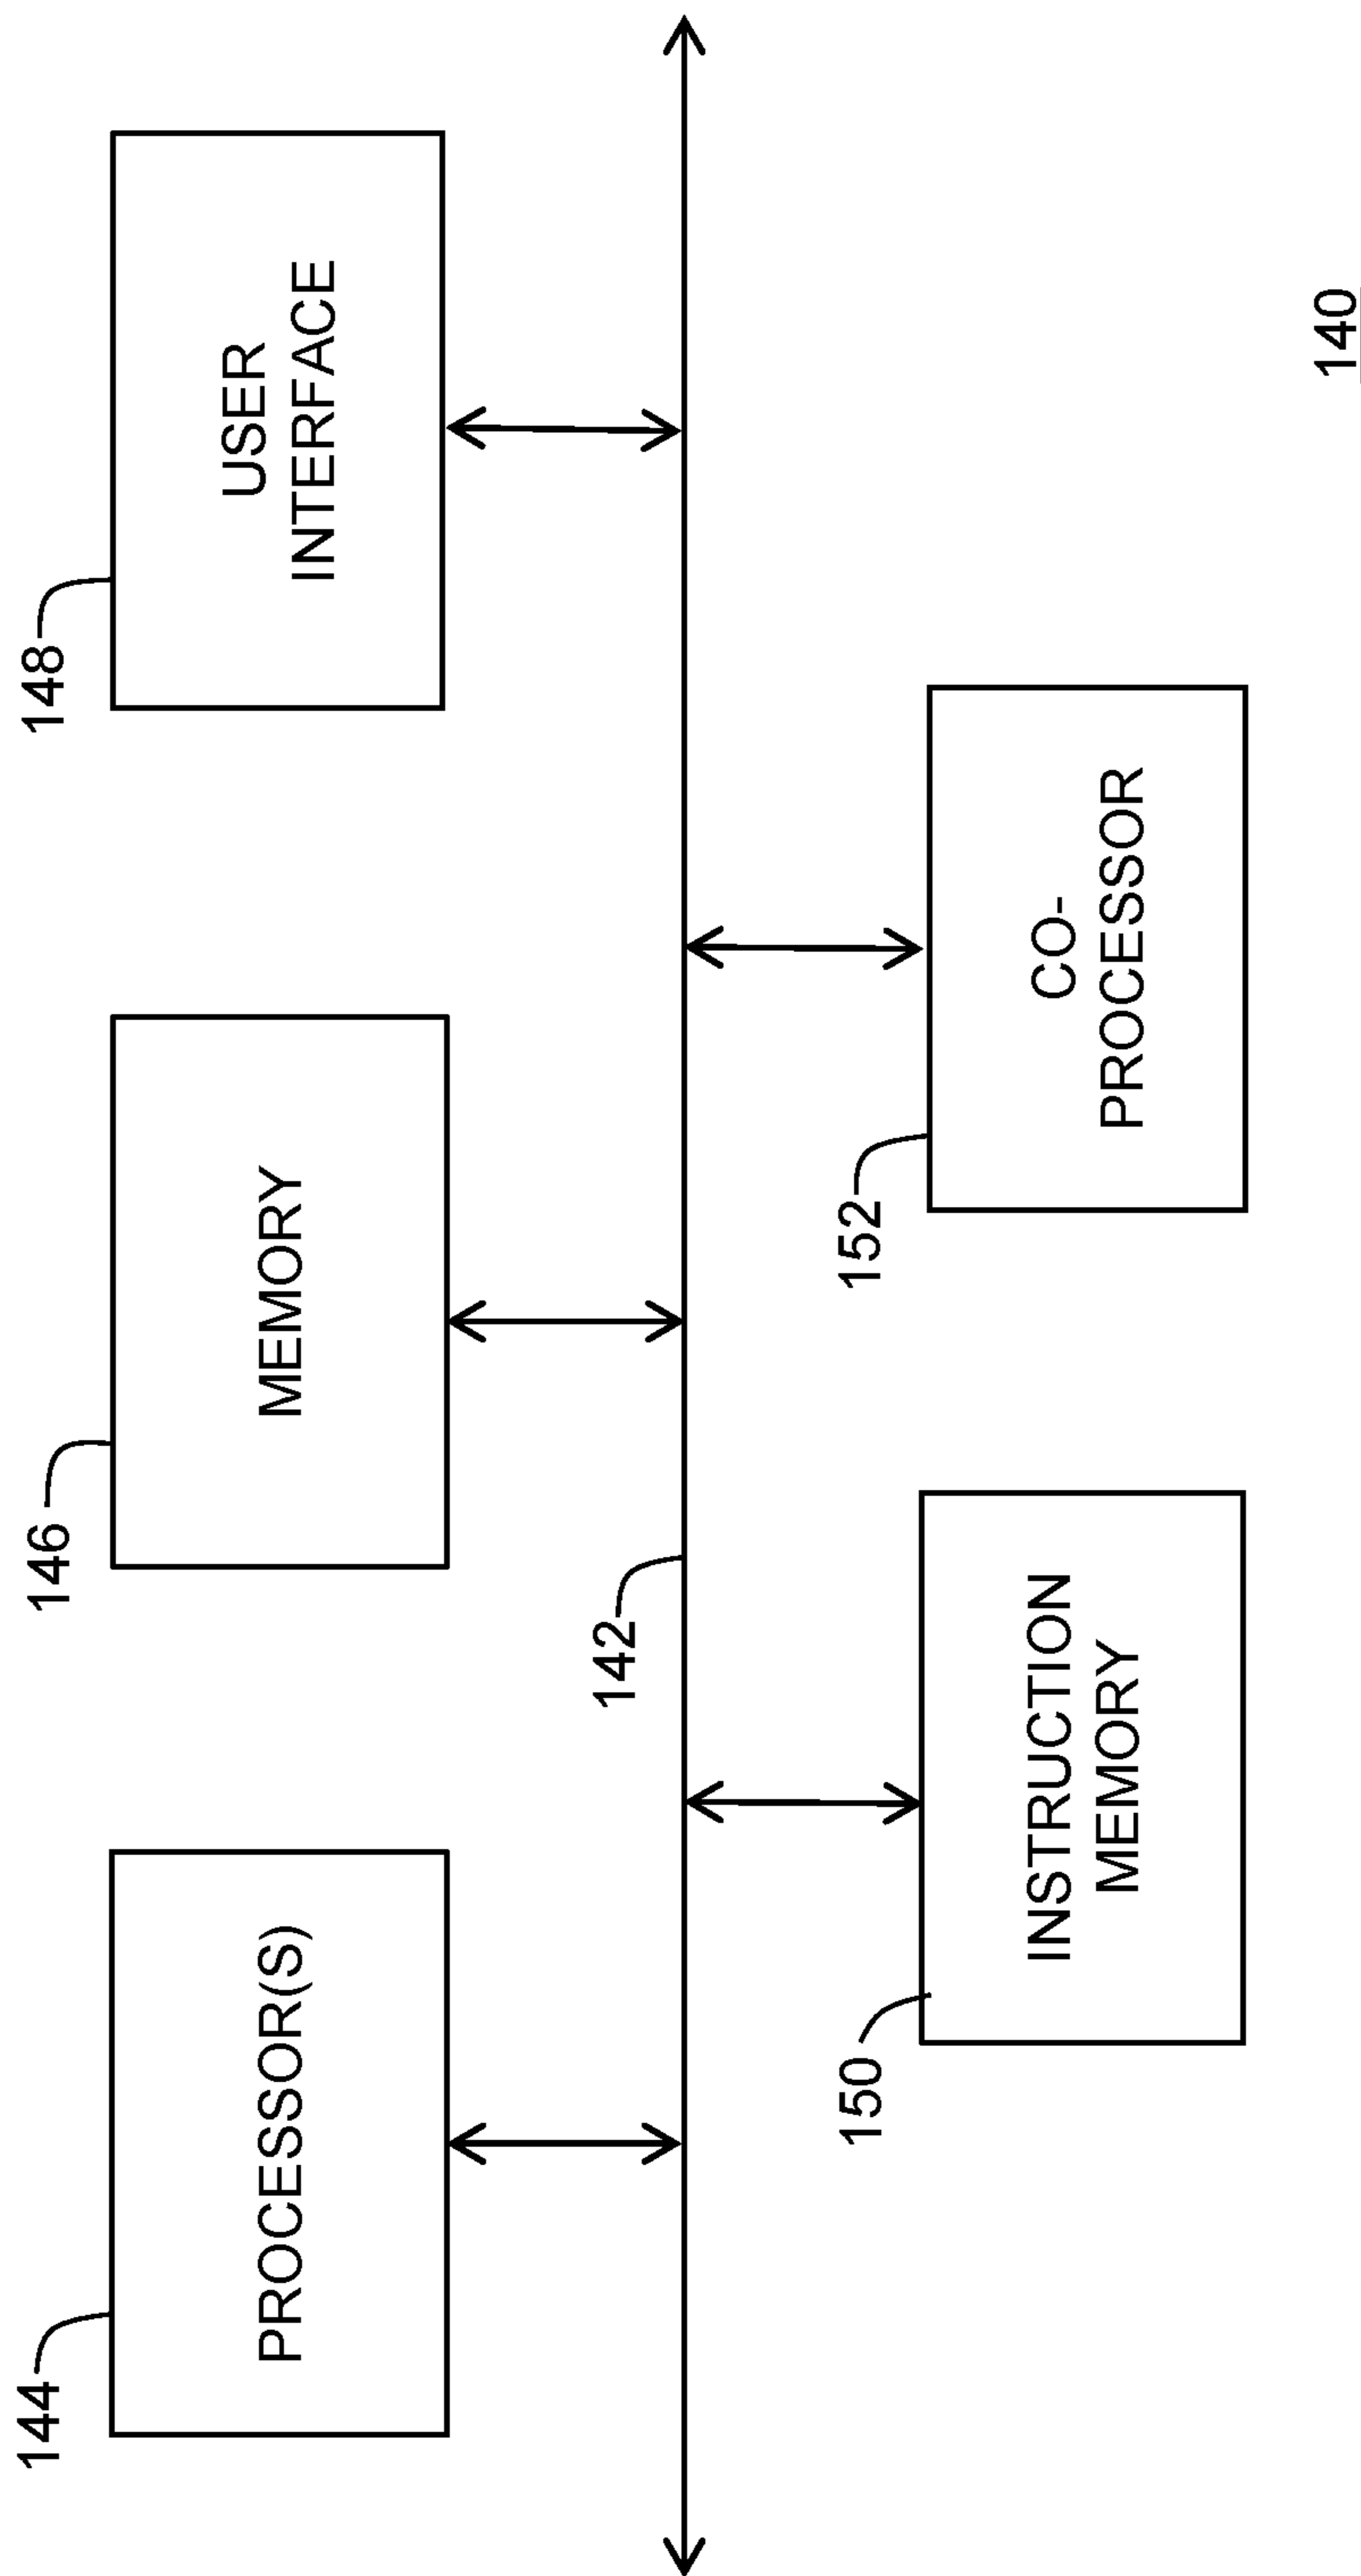 144
PROCESSOR(S)
146
MEMORY
148
USER
INTERFACE
142
150
INSTRUCTION
MEMORY
152
CO-
PROCESSOR
140